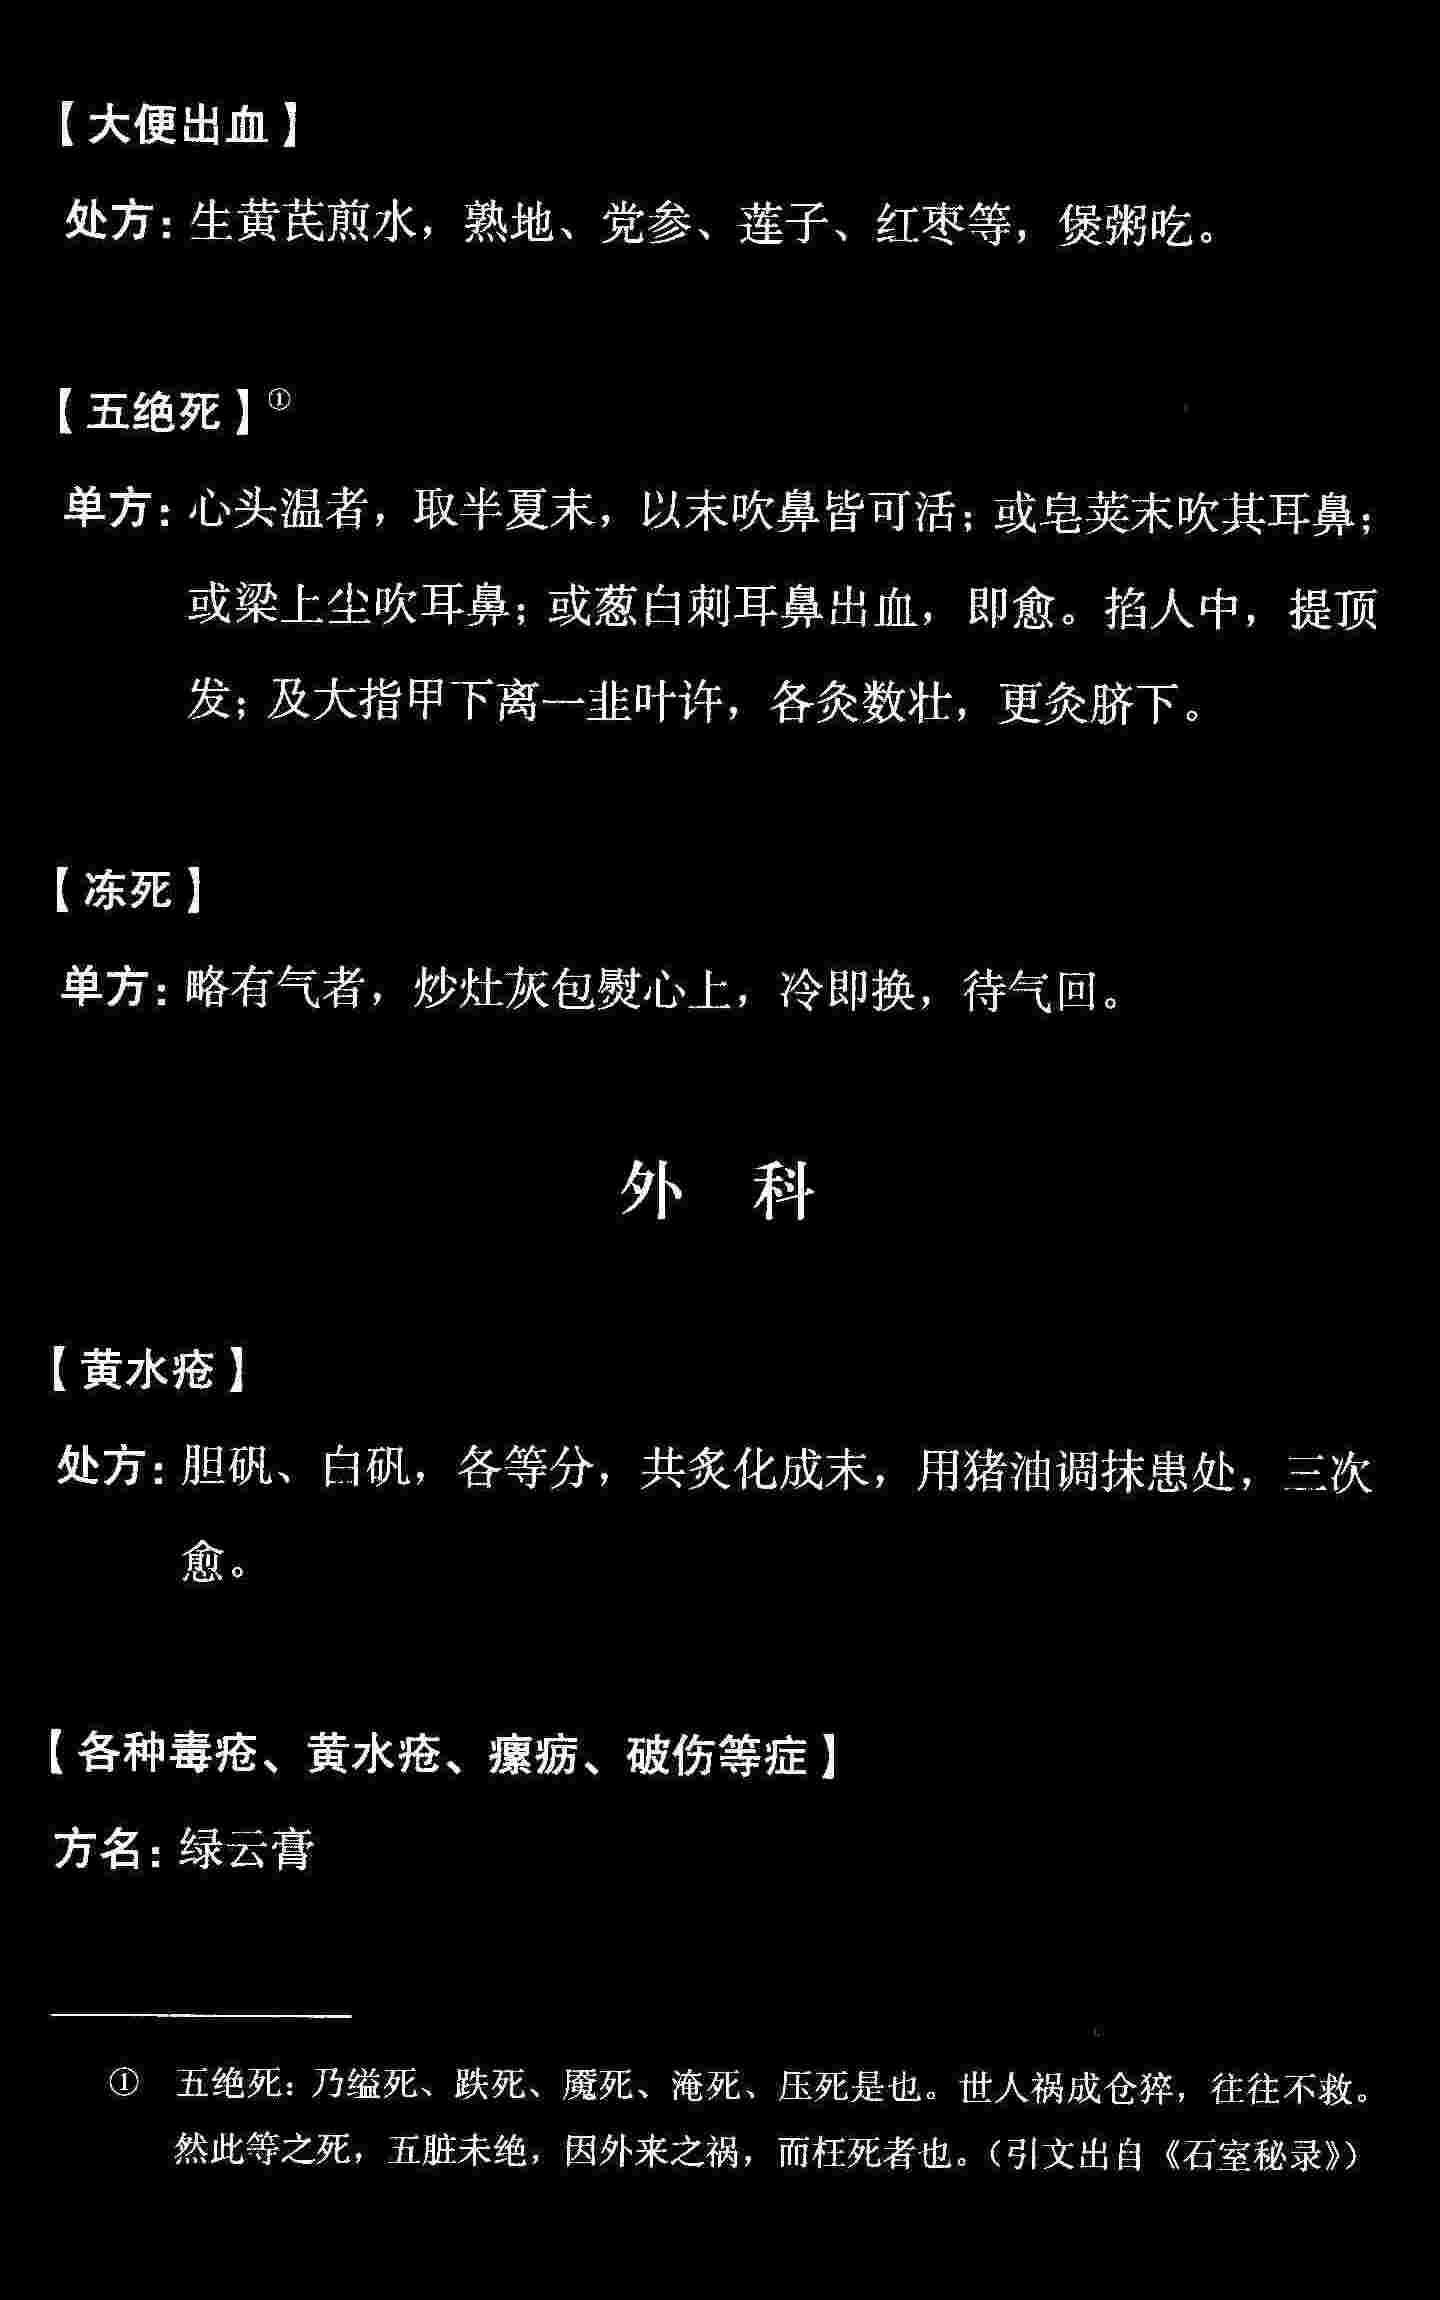 【大便出血】
处方：生黄芪煎水，熟地、党参、莲子、红枣等，煲粥吃。
【五绝死】①
单方：心头温者，取半夏末，以末吹鼻皆可活；或皂荚末吹其耳鼻；
或梁上尘吹耳鼻；或葱白刺耳鼻出血，即愈。掐人中，提顶
发；及大指甲下离一韭叶许，各灸数壮，更灸脐下。
【冻死】
单方：略有气者，炒灶灰包熨心上，冷即换，待气回。
外 科
【黄水疮】
处方：胆矾、白矾，各等分，共炙化成末，用猪油调抹患处，三次
愈。
【各种毒疮、黄水疮、瘰疬、破伤等症】
方名：绿云膏
① 五绝死：乃缢死、跌死、魇死、淹死、压死是也。世人祸成仓猝，往往不救。
然此等之死，五脏未绝，因外来之祸，而枉死者也。（引文出自《石室秘录》）